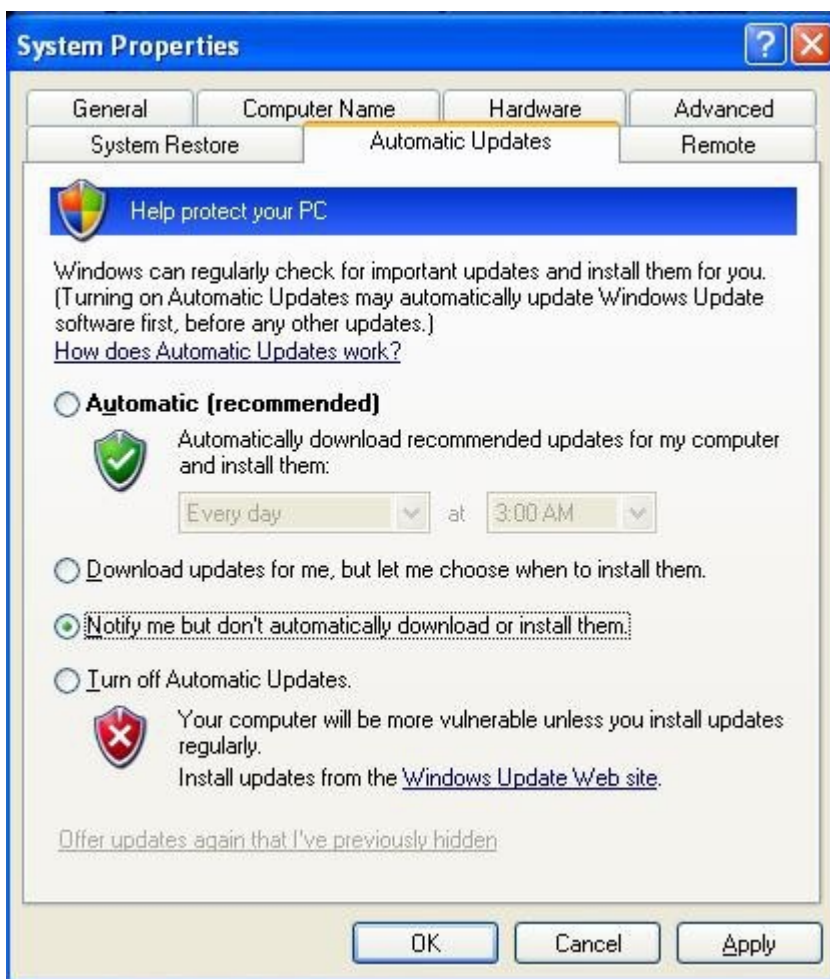 System Properties
General Computer Name Hardware Advanced
System Restore Automatic Updates Remote
Help protect your PC
Windows can regularly check for important updates and install them for you.
(Turning on Automatic Updates may automatically update Windows Update
software first, before any other updates.)
How does Automatic Updates work?
Automatic (recommended)
Automatically download recommended updates for my computer
and install them:
Every day at 3:00 AM
Download updates for me, but let me choose when to install them.
Notify me but don't automatically download or install them.
Turn off Automatic Updates.
Your computer will be more vulnerable unless you install updates
regularly.
Install updates from the Windows Update Web site.
Offer updates again that I've previously hidden
OK Cancel Apply